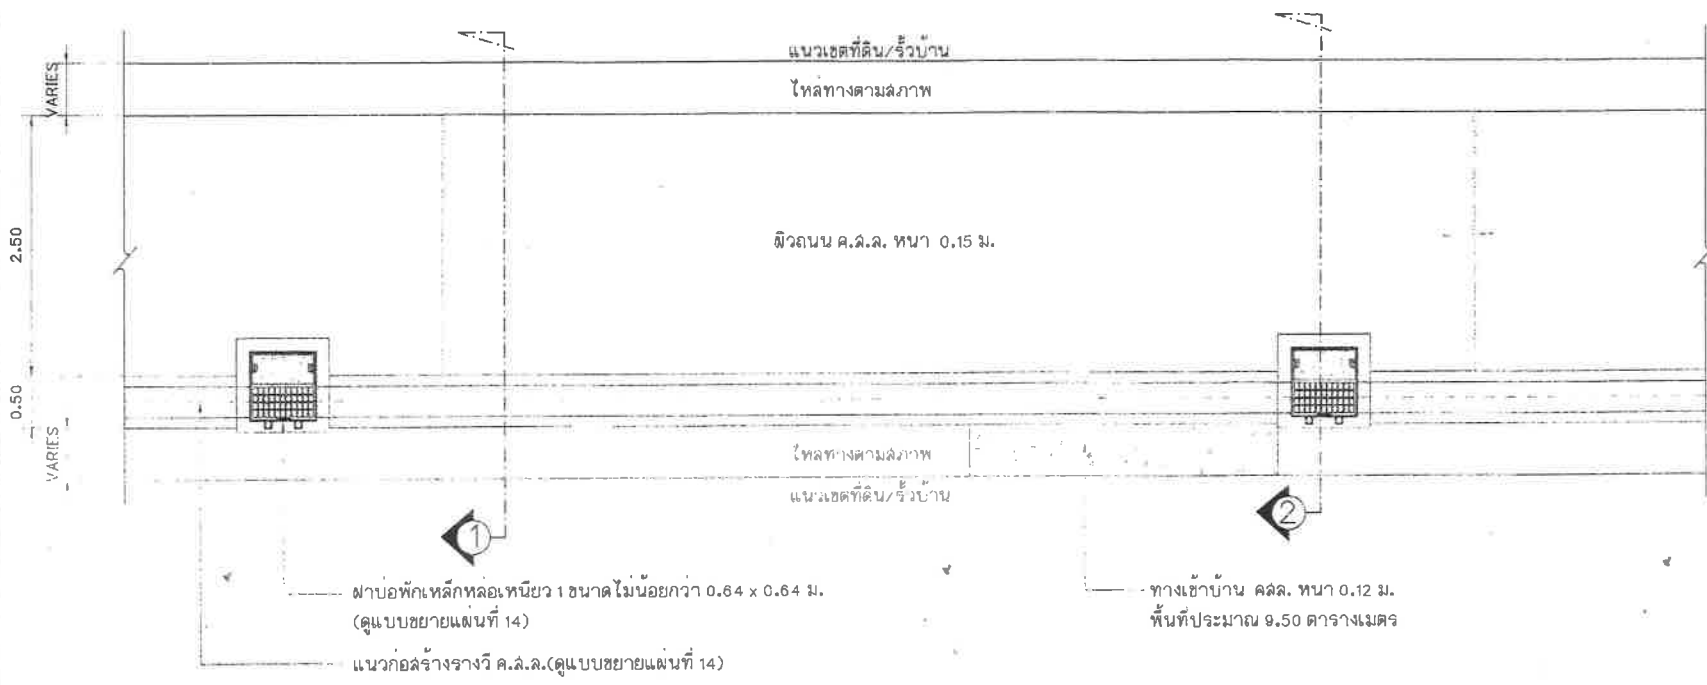 แนวเขตที่ดิน/รั้วบ้าน
VARIES
ไหล่ทางตามสภาพ
2.50
ผิวถนน ค.ส.ล. หนา 0.15 ม.
0.50
VARIES
ไหล่ทางตามสภาพ
แนวเขตที่ดิน/รั้วบ้าน
1
2
ฝาบ่อพักเหล็กหล่อเหนียว 1 ขนาดไม่น้อยกว่า 0.64 x 0.64 ม.
(ดูแบบขยายแผ่นที่ 14)
ทางเข้าบ้าน คสล. หนา 0.12 ม.
พื้นที่ประมาณ 9.50 ตารางเมตร
แนวก่อสร้างรางวี ค.ส.ล.(ดูแบบขยายแผ่นที่ 14)